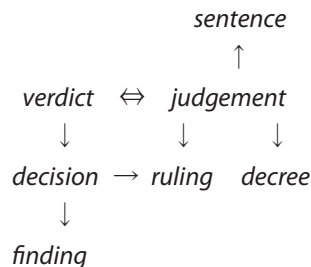 sentence
↑
verdict ⇔ judgement
↓ ↓ ↓
decision → ruling decree
↓
finding